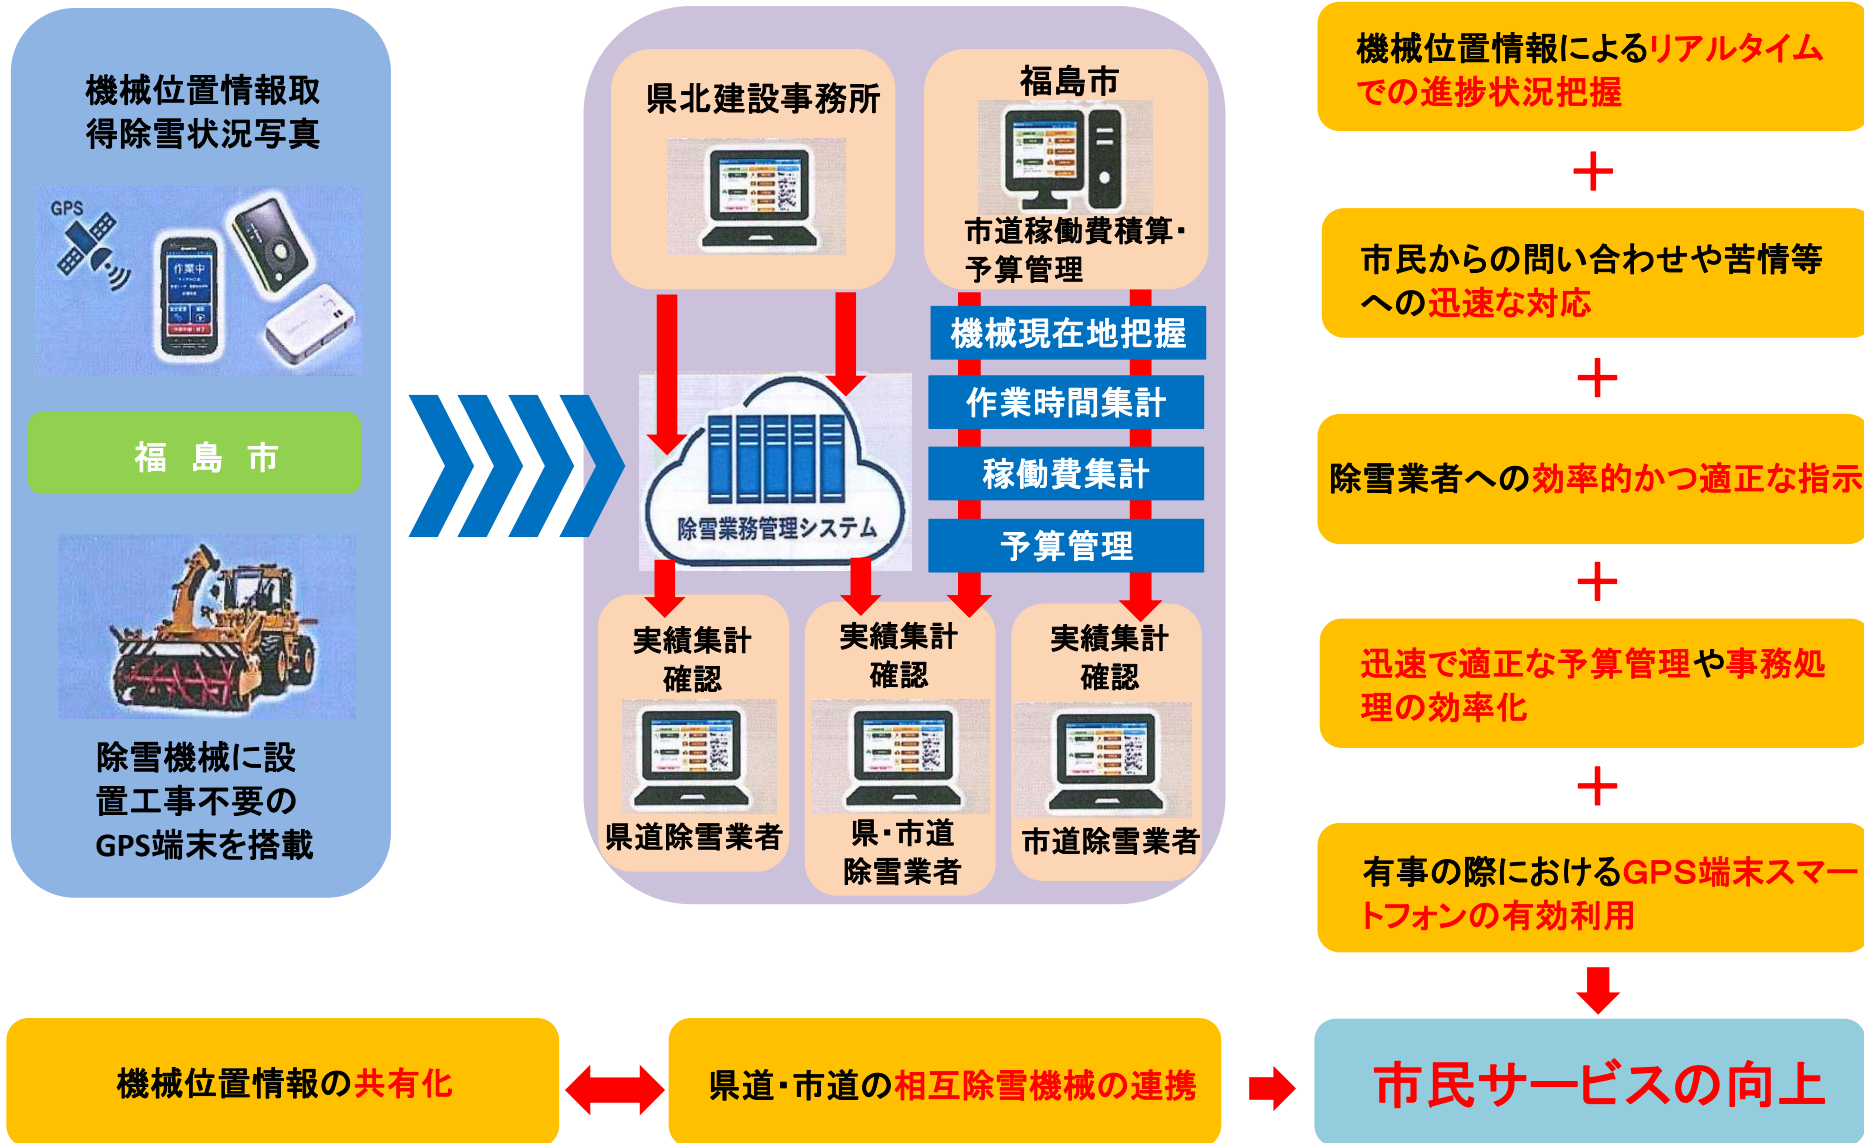 機械位置情報取
得除雪状況写真
GPS
作業中
福島市
除雪機械に設
置工事不要の
GPS端末を搭載
県北建設事務所
福島市
市道稼働費積算・
予算管理
機械現在地把握
作業時間集計
稼働費集計
予算管理
除雪業務管理システム
実績集計
確認
県道除雪業者
実績集計
確認
県・市道
除雪業者
実績集計
確認
市道除雪業者
機械位置情報によるリアルタイム
での進捗状況把握
＋
市民からの問い合わせや苦情等
への迅速な対応
＋
除雪業者への効率的かつ適正な指示
＋
迅速で適正な予算管理や事務処
理の効率化
＋
有事の際におけるGPS端末スマー
トフォンの有効利用
機械位置情報の共有化
県道・市道の相互除雪機械の連携
市民サービスの向上